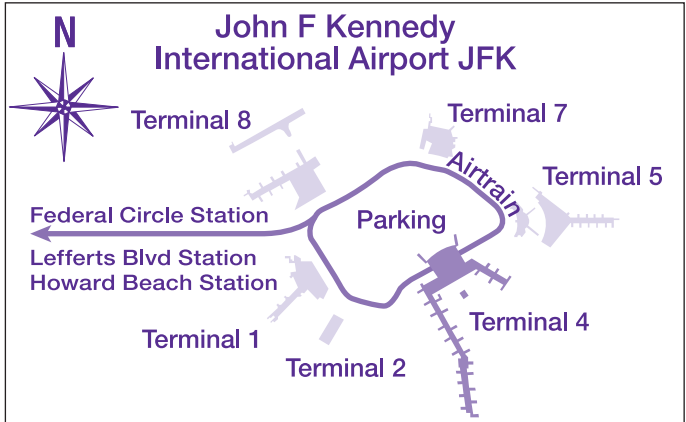 N
John F Kennedy
International Airport JFK
Terminal 8
Terminal 7
Airtrain
Terminal 5
Federal Circle Station
Parking
Lefferts Blvd Station
Howard Beach Station
Terminal 4
Terminal 1
Terminal 2